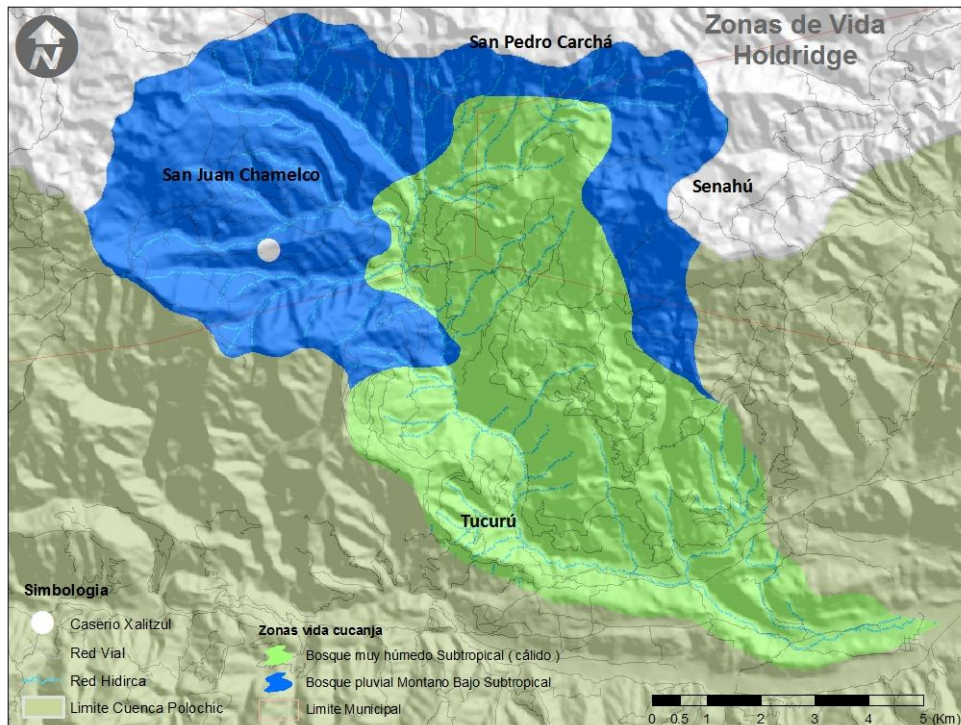 Zonas de Vida
Holdridge
San Pedro Carchá
San Juan Chamelco
Senahú
Tucurú
Simbologia
Caserio Xalitzul
Red Vial
Red Hidirca
Limite Cuenca Polochic
Zonas vida cucanja
Bosque muy húmedo Subtropical ( cálido )
Bosque pluvial Montano Bajo Subtropical
Limite Municipal
0 0.5 1 2 3 4 5 (Km)
N